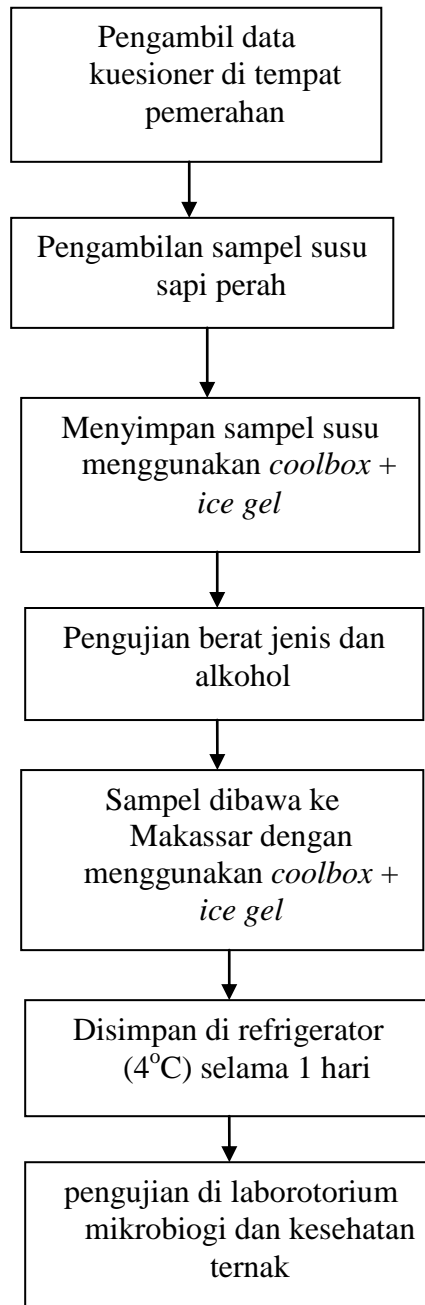 Pengambil data
kuesioner di tempat
pemerahan
Pengambilan sampel susu
sapi perah
Menyimpan sampel susu
menggunakan coolbox +
ice gel
Pengujian berat jenis dan
alkohol
Sampel dibawa ke
Makassar dengan
menggunakan coolbox +
ice gel
Disimpan di refrigerator
(4°C) selama 1 hari
pengujian di laborotorium
mikrobiogi dan kesehatan
ternak